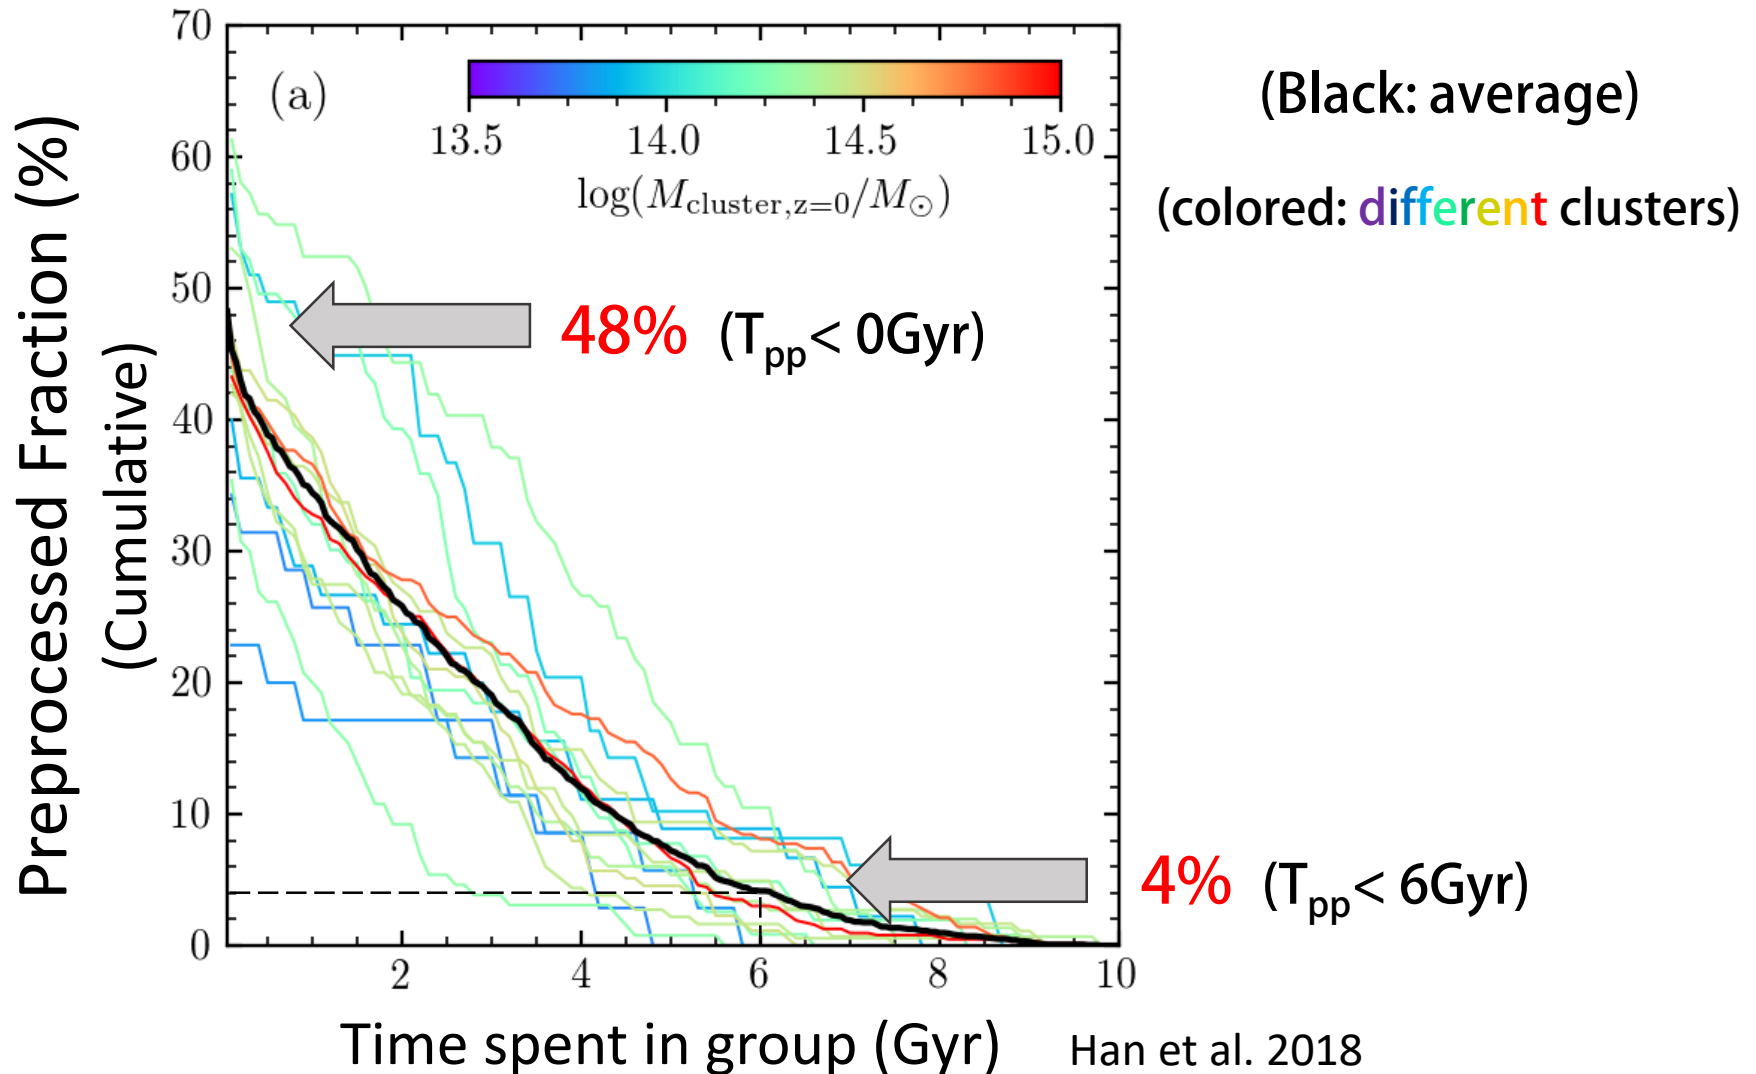 70
60
50
40
30
20
10
0
(a)
13.5 14.0 14.5 15.0
log(M_cluster,z=0/M_⊙)
(Black: average)
(colored: different clusters)
48% (T_pp< 0Gyr)
4% (T_pp< 6Gyr)
Preprocessed Fraction (%)
(Cumulative)
2 4 6 8 10
Time spent in group (Gyr)
Han et al. 2018